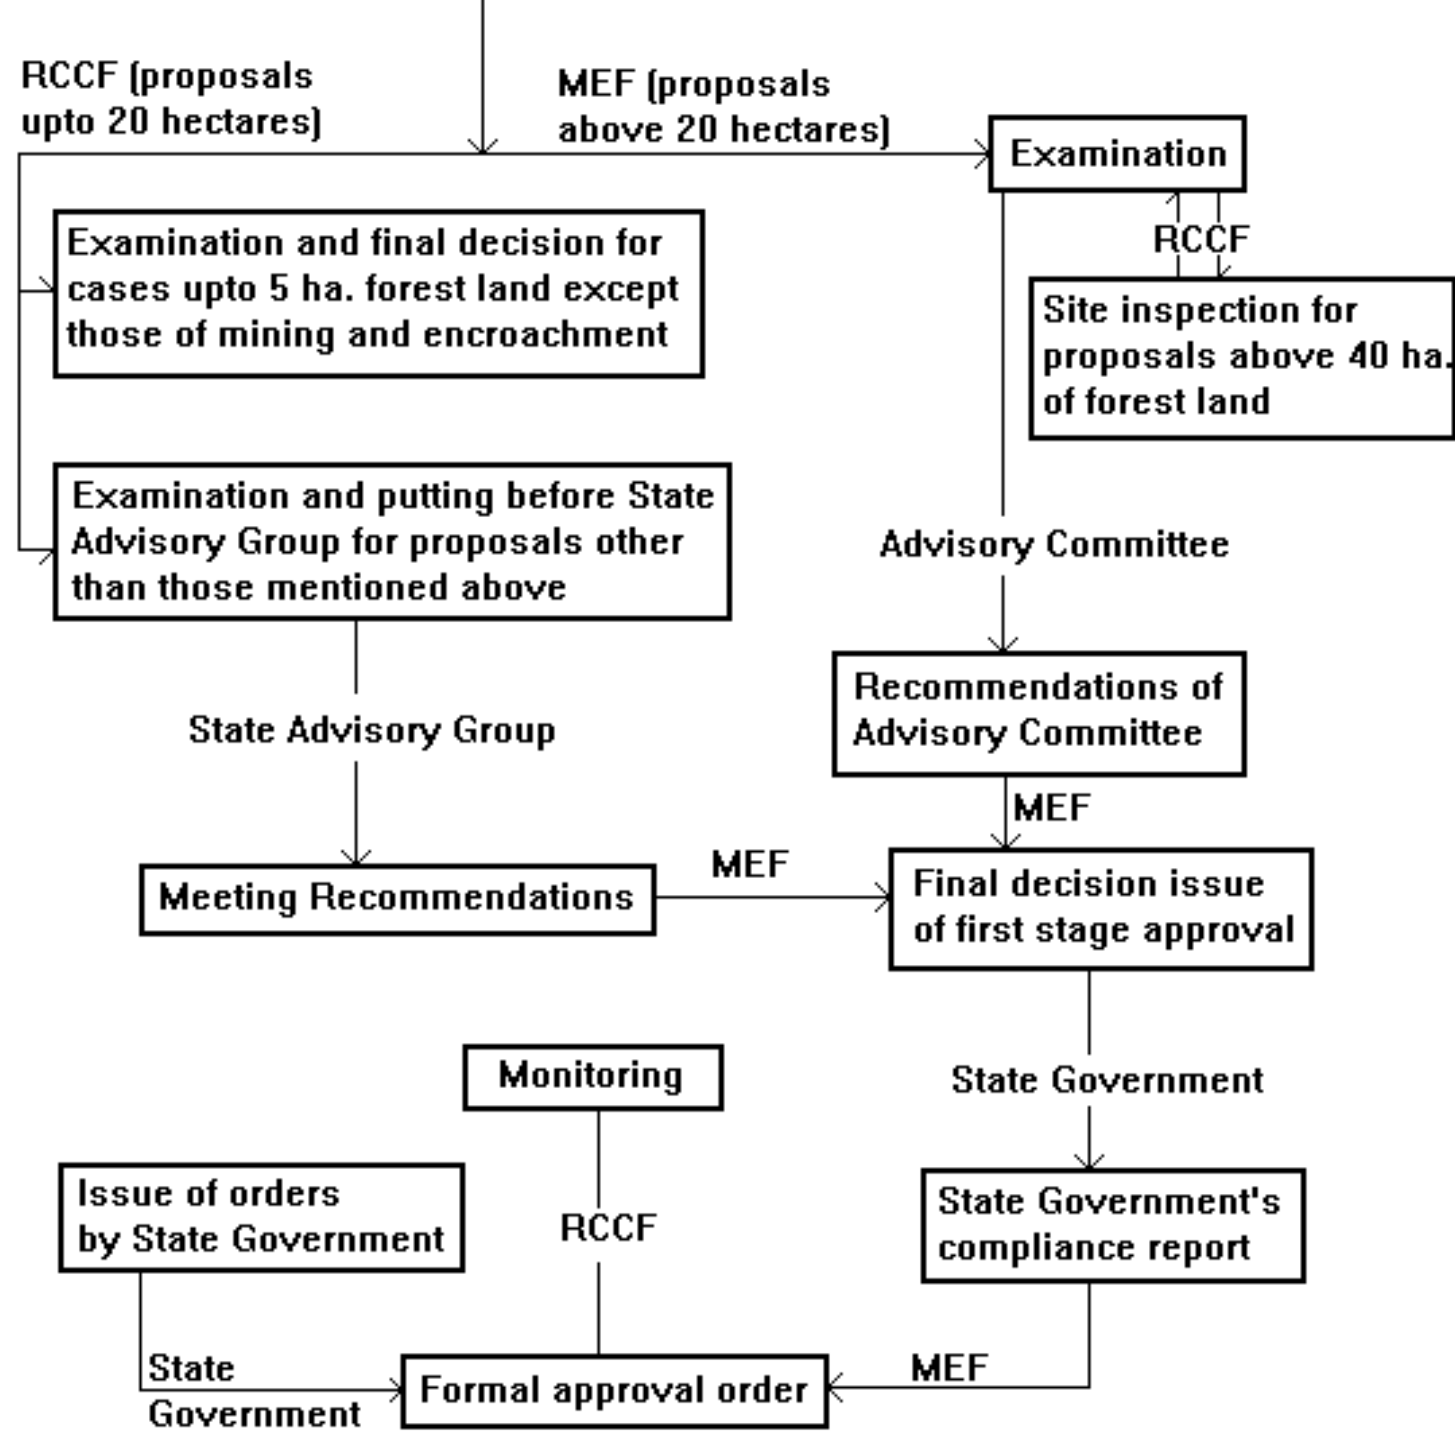 RCCF (proposals
upto 20 hectares)
MEF (proposals
above 20 hectares)
Examination
Examination and final decision for
cases upto 5 ha. forest land except
those of mining and encroachment
RCCF
Site inspection for
proposals above 40 ha.
of forest land
Examination and putting before State
Advisory Group for proposals other
than those mentioned above
Advisory Committee
State Advisory Group
Recommendations of
Advisory Committee
MEF
Meeting Recommendations
MEF
Final decision issue
of first stage approval
State Government
Monitoring
Issue of orders
by State Government
RCCF
State Government's
compliance report
State
Government
Formal approval order
MEF